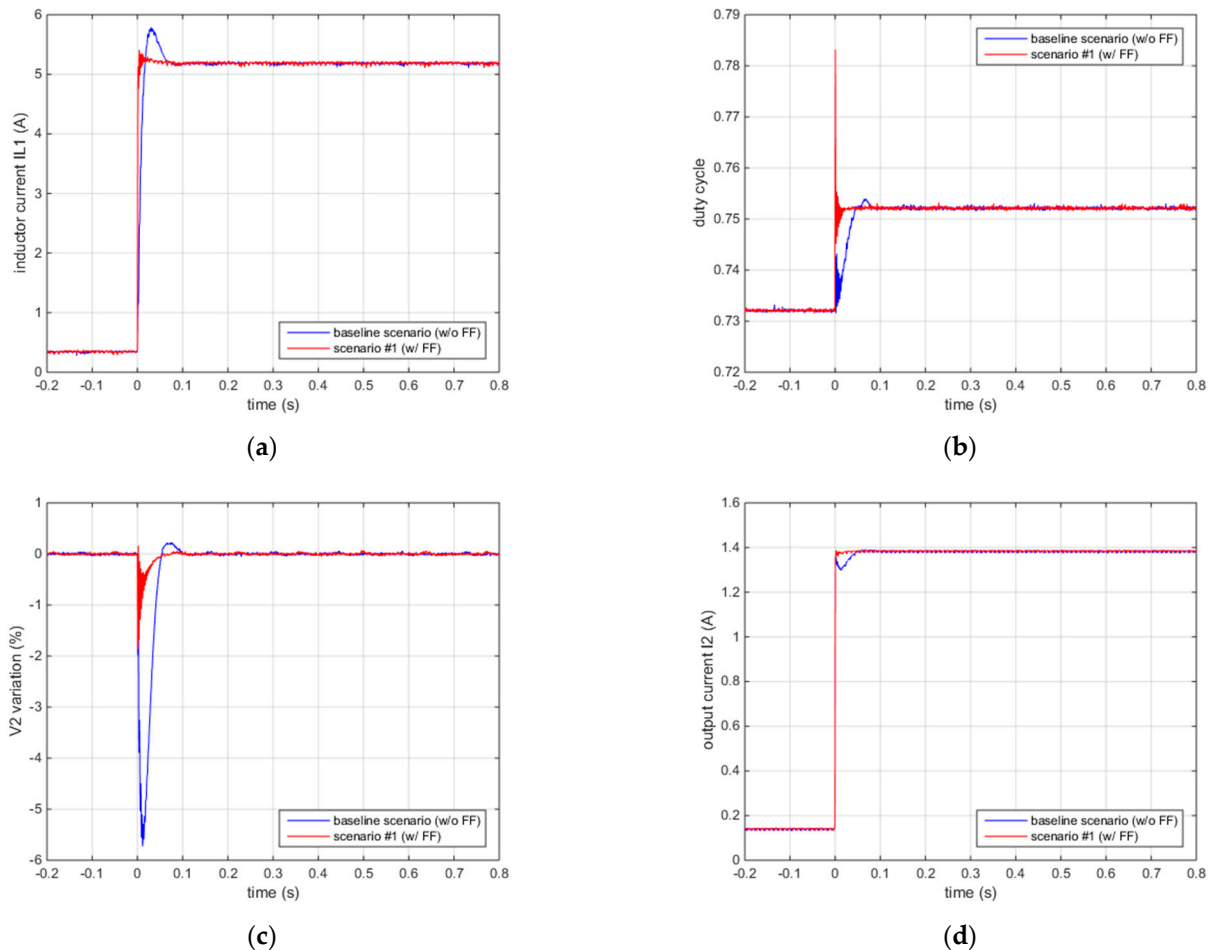 6
5
4
3
2
1
0
inductor current IL1 (A)
baseline scenario (w/o FF)
scenario #1 (w/ FF)
-0.2 -0.1 0 0.1 0.2 0.3 0.4 0.5 0.6 0.7 0.8
time (s)
(a)
0.79
0.78
0.77
0.76
0.75
0.74
0.73
0.72
duty cycle
baseline scenario (w/o FF)
scenario #1 (w/ FF)
-0.2 -0.1 0 0.1 0.2 0.3 0.4 0.5 0.6 0.7 0.8
time (s)
(b)
1
0
-1
-2
-3
-4
-5
-6
V2 variation (%)
baseline scenario (w/o FF)
scenario #1 (w/ FF)
-0.2 -0.1 0 0.1 0.2 0.3 0.4 0.5 0.6 0.7 0.8
time (s)
(c)
1.6
1.4
1.2
1
0.8
0.6
0.4
0.2
0
output current I2 (A)
baseline scenario (w/o FF)
scenario #1 (w/ FF)
-0.2 -0.1 0 0.1 0.2 0.3 0.4 0.5 0.6 0.7 0.8
time (s)
(d)